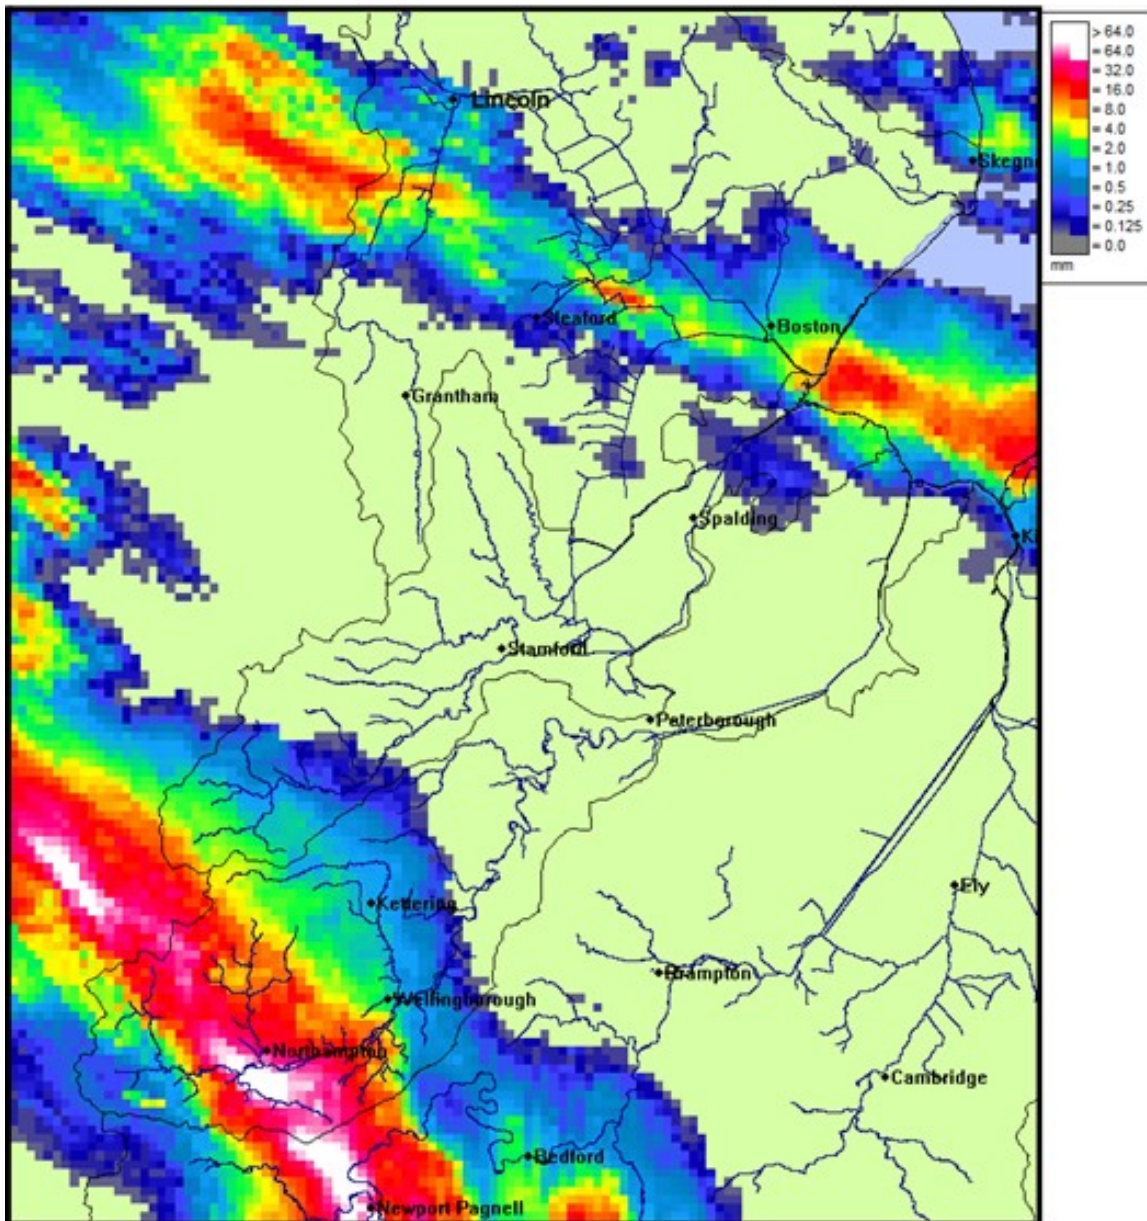 > 64.0
= 64.0
= 32.0
= 16.0
= 8.0
= 4.0
= 2.0
= 1.0
= 0.5
= 0.25
= 0.125
= 0.0
mm
Lincoln
Skegn
Sleaford
Boston
Grantham
Spalding
Ki
Stamford
Peterborough
Ely
Kettering
Brampton
Wellingborough
Northampton
Cambridge
Bedford
Newport Pagnell